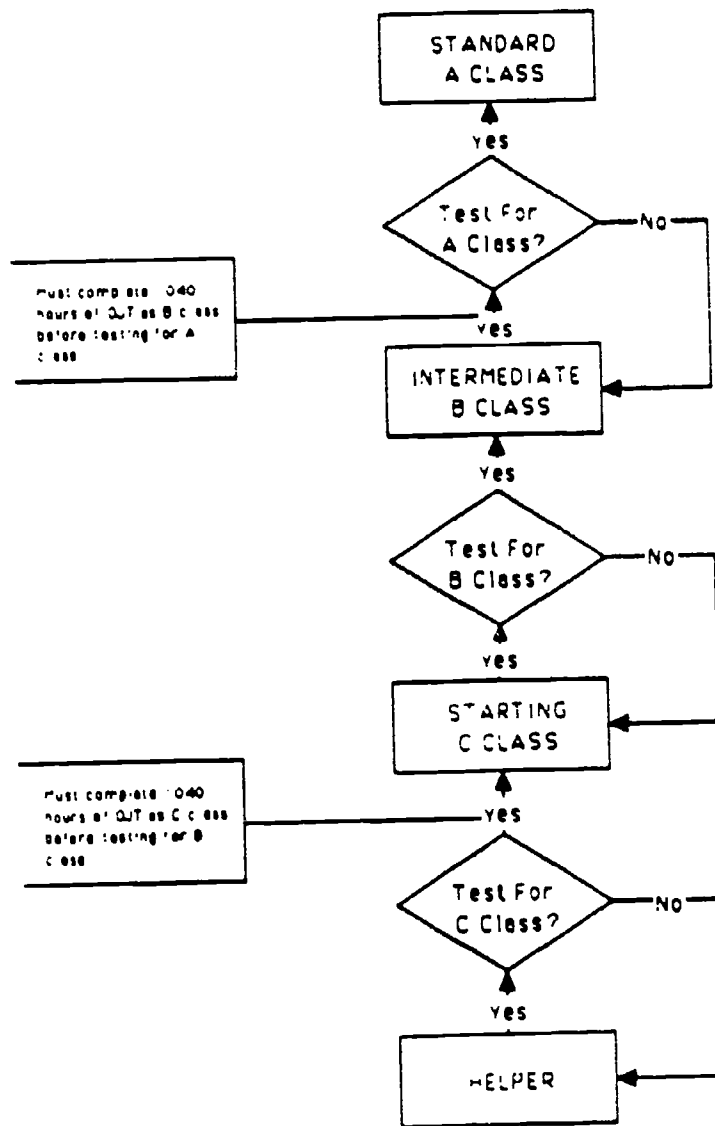 STANDARD
A CLASS
Yes
Test For
A Class?
No
Must complete 1040
hours of OJT as B class
before testing for A
class
Yes
INTERMEDIATE
B CLASS
Yes
Test For
B Class?
No
Yes
STARTING
C CLASS
Must complete 1040
hours of OJT as C class
before testing for B
class
Yes
Test For
C Class?
No
Yes
HELPER